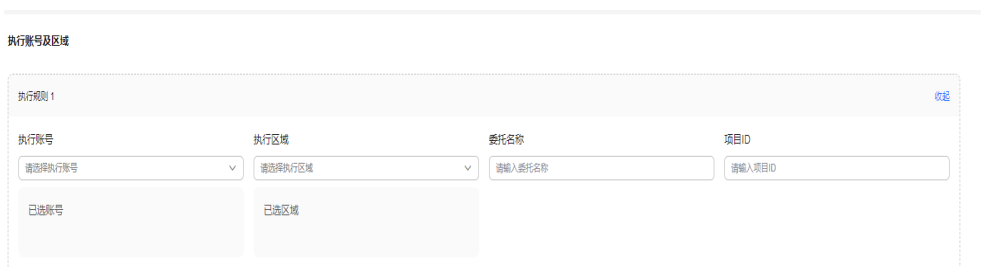 执行账号及区域
执行规则 1 收起
执行账号 执行区域 委托名称 项目ID
请选择执行账号 请选择执行区域 请输入委托名称 请输入项目ID
已选账号 已选区域